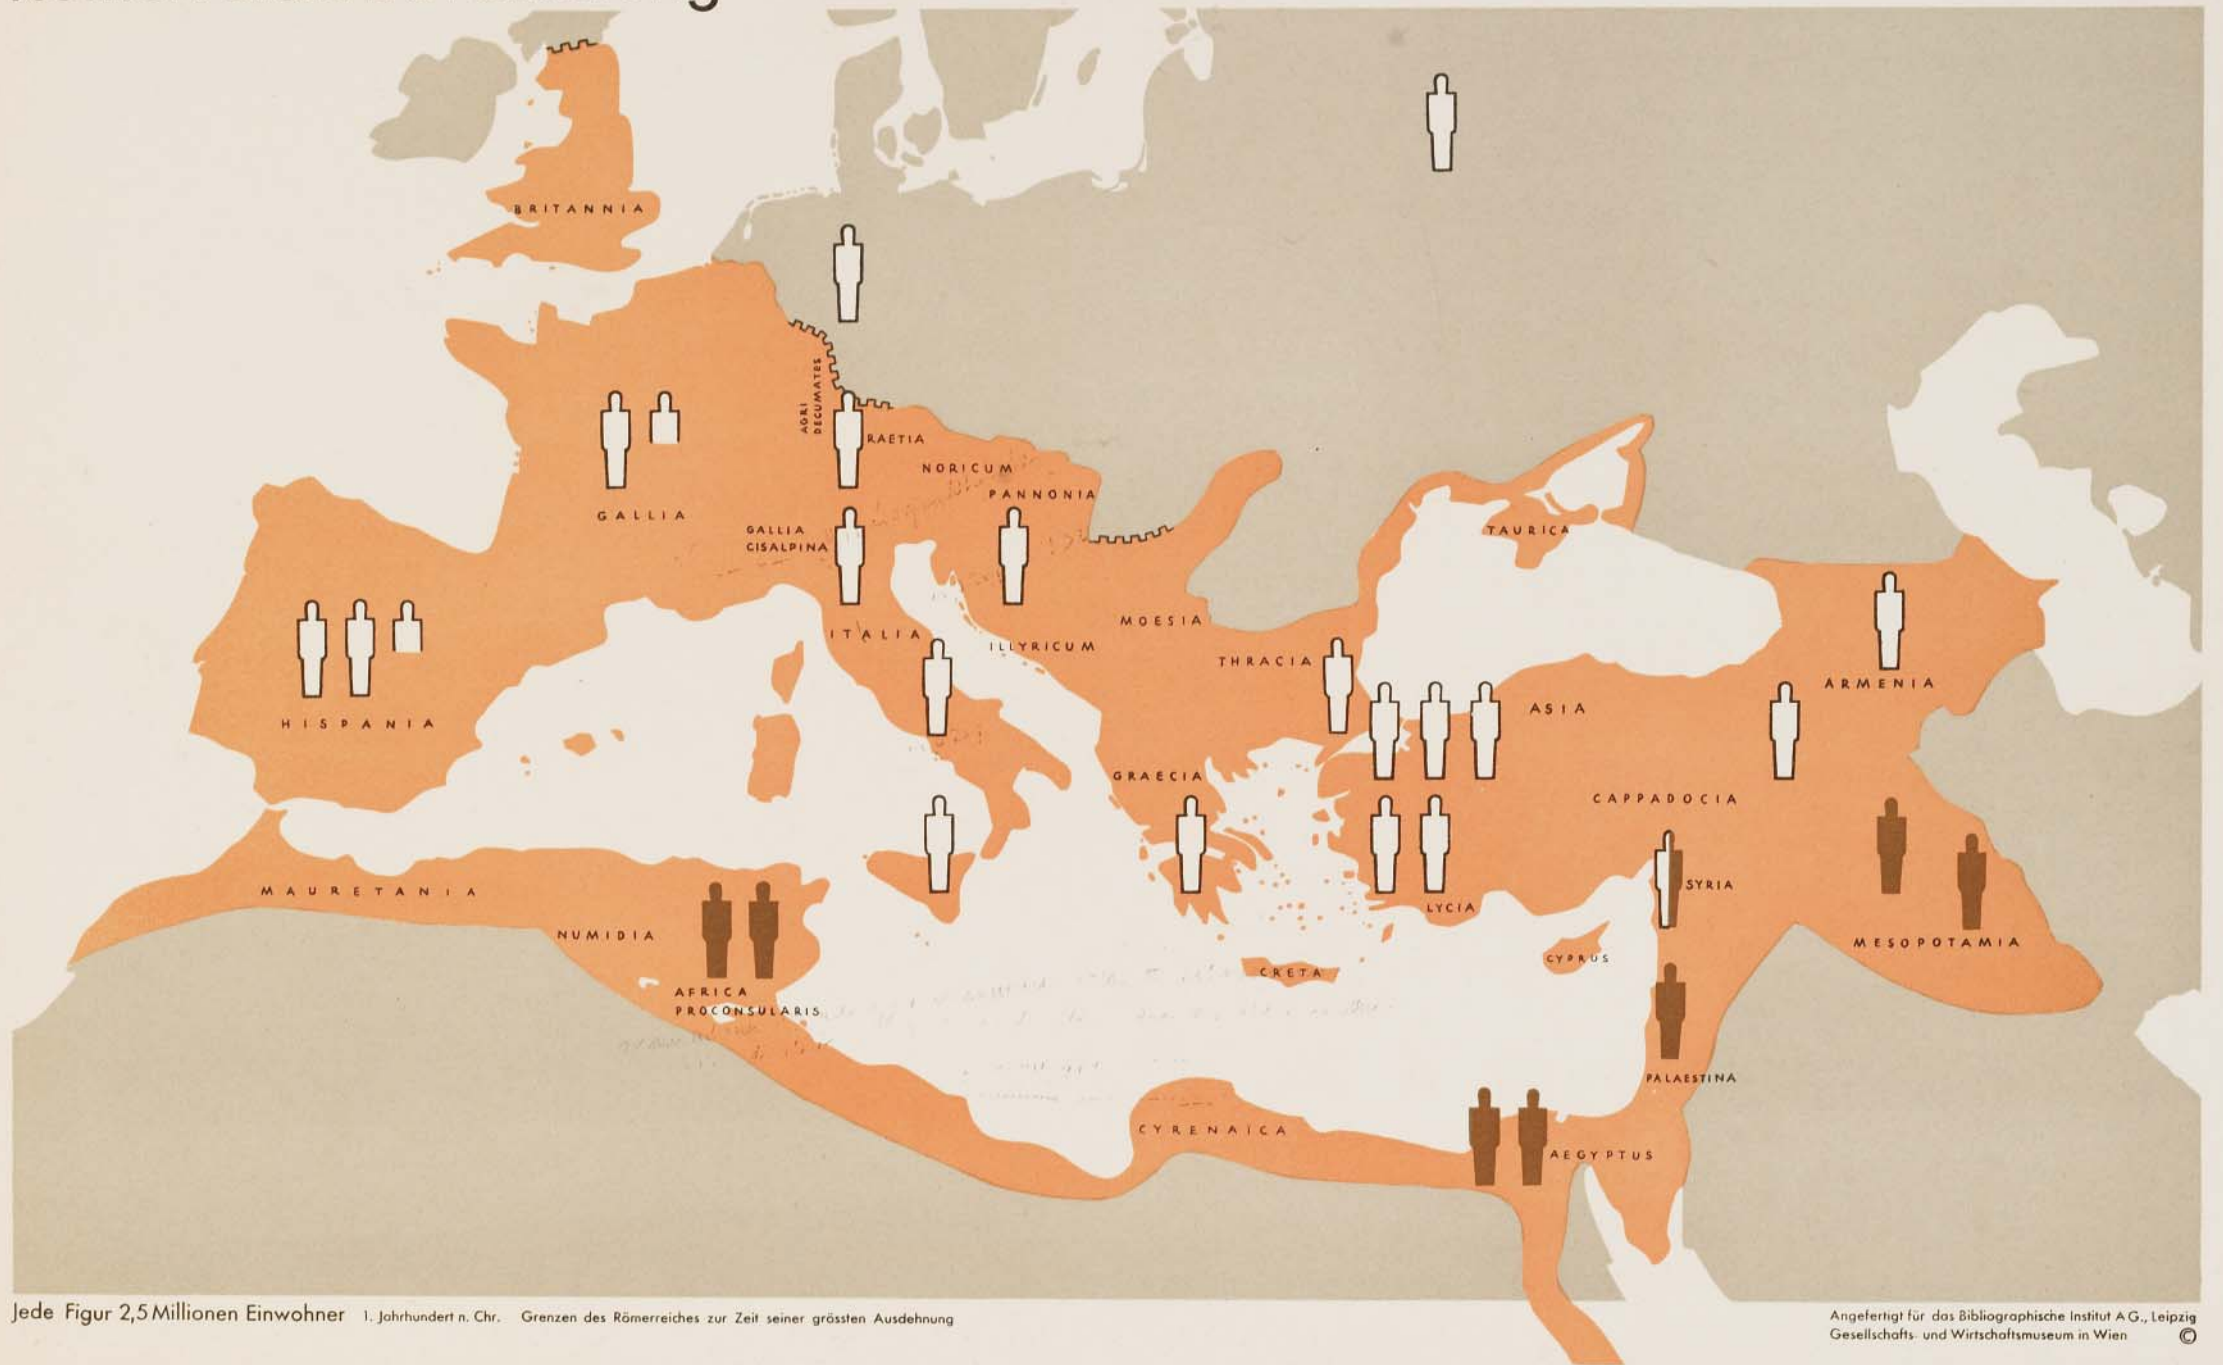 BRITANNIA
AGRI
DECUMATES
RAETIA
NORICUM
PANNONIA
GALLIA
GALLIA
CISALPINA
TAURICA
ITALIA
ILLYRICUM
MOESIA
THRACIA
ARMENIA
HISPANIA
ASIA
GRAECIA
CAPPADOCIA
MAURETANIA
SYRIA
LYCIA
NUMIDIA
MESOPOTAMIA
CYPRUS
CRETA
AFRICA
PROCONSULARIS
PALAESTINA
CYRENAICA
AEGYPTUS
Jede Figur 2,5 Millionen Einwohner 1. Jahrhundert n. Chr. Grenzen des Römerreiches zur Zeit seiner grössten Ausdehnung
Angefertigt für das Bibliographische Institut A G., Leipzig
Gesellschafts- und Wirtschaftsmuseum in Wien ©